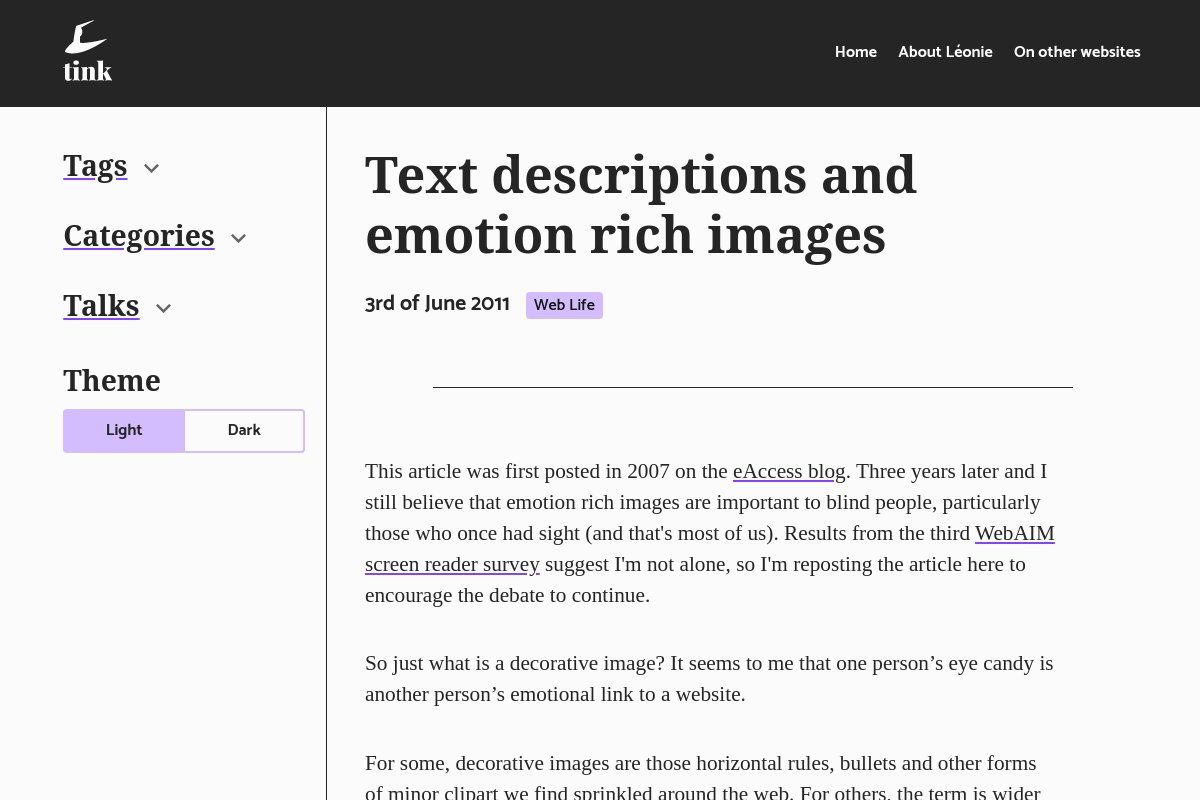 tink
Home
About Léonie
On other websites
Tags
Categories
Talks
Theme
Light
Dark
Text descriptions and
emotion rich images
3rd of June 2011
Web Life
This article was first posted in 2007 on the eAccess blog. Three years later and I
still believe that emotion rich images are important to blind people, particularly
those who once had sight (and that's most of us). Results from the third WebAIM
screen reader survey suggest I'm not alone, so I'm reposting the article here to
encourage the debate to continue.
So just what is a decorative image? It seems to me that one person’s eye candy is
another person’s emotional link to a website.
For some, decorative images are those horizontal rules, bullets and other forms
of minor clipart we find sprinkled around the web. For others, the term is wider